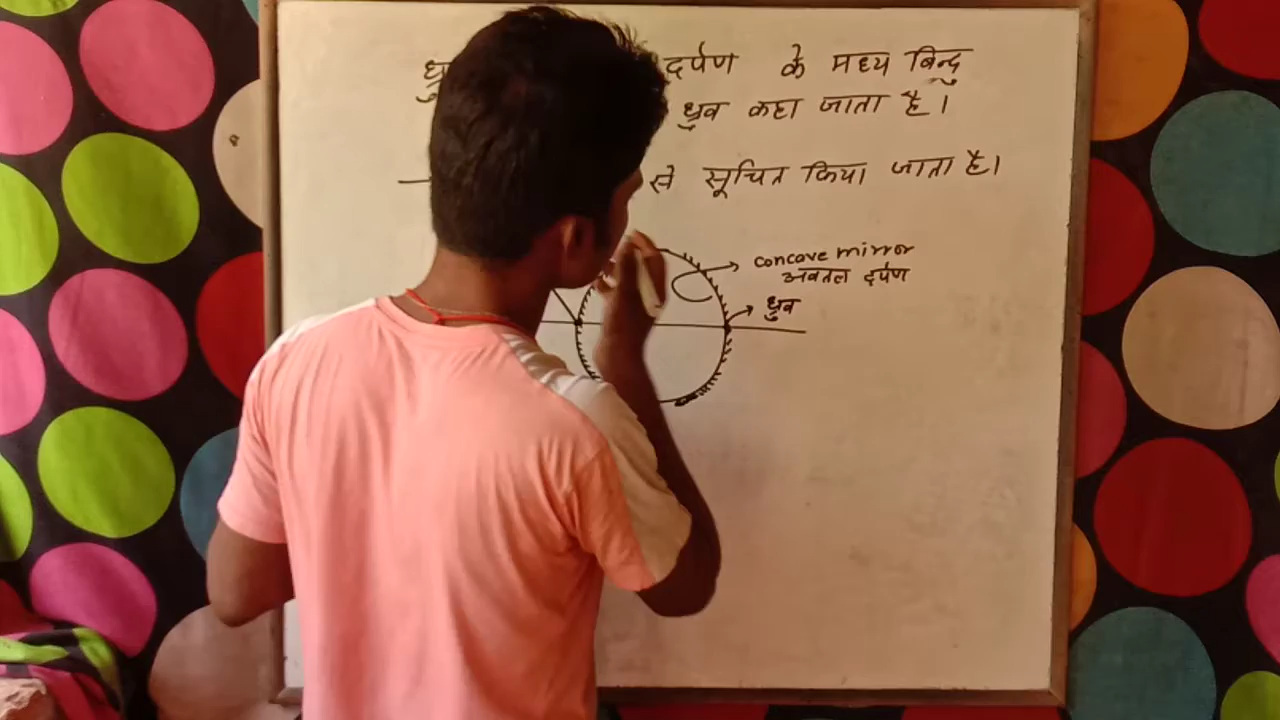 दर्पण के मध्य बिन्दु
ध्रुव कहा जाता है।
से सूचित किया जाता है।
concave mirror
अवतल दर्पण
ध्रुव